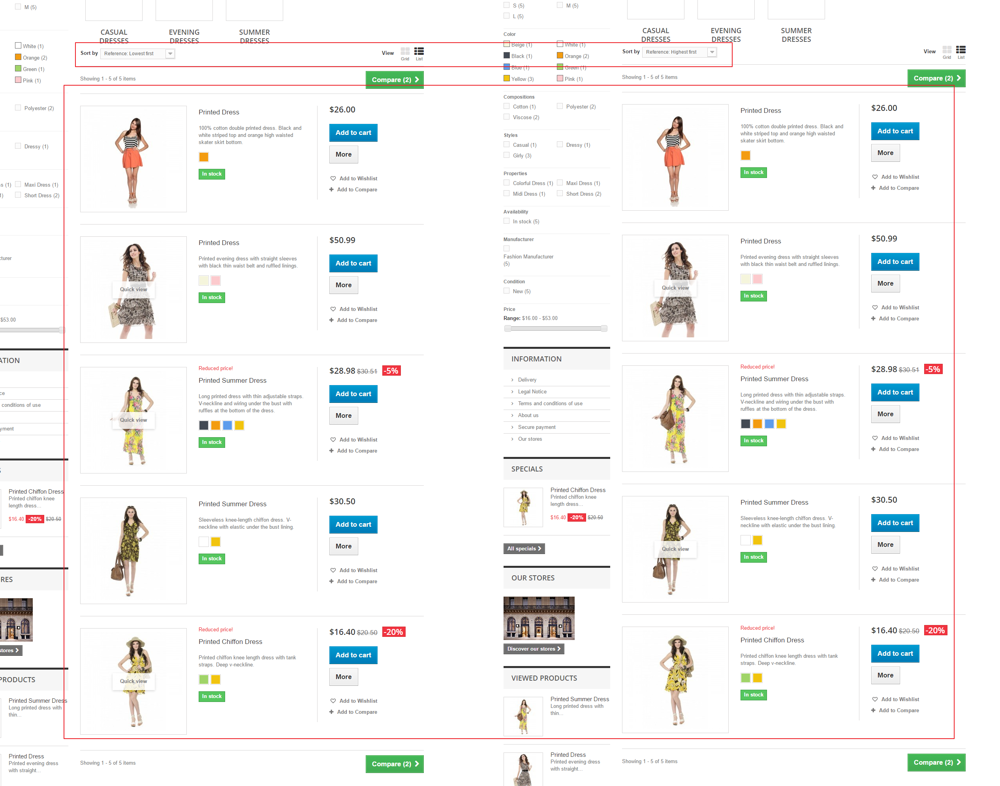 M (5)
White (1)
Orange (2)
Green (1)
Pink (1)
Polyester (2)
Dressy (1)
s (1)
Maxi Dress (1)
1)
Short Dress (2)
cturer
$53.00
ATION
ce
conditions of use
yment
S
Printed Chiffon Dress
Printed chiffon knee
length dress...
$16.40 -20% $20.50
RES
stores
PRODUCTS
Printed Summer Dress
Long printed dress with
thin...
Printed Dress
Printed evening dress
with straight...
CASUAL
DRESSES
EVENING
DRESSES
SUMMER
DRESSES
Sort by
Reference: Lowest first
View
Grid
List
Showing 1 - 5 of 5 items
Compare (2)
Printed Dress
100% cotton double printed dress. Black and
white striped top and orange high waisted
skater skirt bottom.
In stock
$26.00
Add to cart
More
Add to Wishlist
Add to Compare
Printed Dress
Printed evening dress with straight sleeves
with black thin waist belt and ruffled linings.
Quick view
In stock
$50.99
Add to cart
More
Add to Wishlist
Add to Compare
Reduced price!
Printed Summer Dress
Long printed dress with thin adjustable straps.
V-neckline and wiring under the bust with
ruffles at the bottom of the dress.
Quick view
In stock
$28.98 $30.51 -5%
Add to cart
More
Add to Wishlist
Add to Compare
Printed Summer Dress
Sleeveless knee-length chiffon dress. V-
neckline with elastic under the bust lining.
In stock
$30.50
Add to cart
More
Add to Wishlist
Add to Compare
Reduced price!
Printed Chiffon Dress
Printed chiffon knee length dress with tank
straps. Deep v-neckline.
Quick view
In stock
$16.40 $20.50 -20%
Add to cart
More
Add to Wishlist
Add to Compare
Showing 1 - 5 of 5 items
Compare (2)
S (5)
M (5)
L (5)
Color
Beige (1)
White (1)
Black (1)
Orange (2)
Blue (1)
Green (1)
Yellow (3)
Pink (1)
Compositions
Cotton (1)
Polyester (2)
Viscose (2)
Styles
Casual (1)
Dressy (1)
Girly (3)
Properties
Colorful Dress (1)
Maxi Dress (1)
Midi Dress (1)
Short Dress (2)
Availability
In stock (5)
Manufacturer
Fashion Manufacturer
(5)
Condition
New (5)
Price
Range: $16.00 - $53.00
INFORMATION
Delivery
Legal Notice
Terms and conditions of use
About us
Secure payment
Our stores
SPECIALS
Printed Chiffon Dress
Printed chiffon knee
length dress...
$16.40 -20% $20.50
All specials
OUR STORES
Discover our stores
VIEWED PRODUCTS
Printed Summer Dress
Long printed dress with
thin...
Printed Dress
Printed evening dress
with straight...
CASUAL
DRESSES
EVENING
DRESSES
SUMMER
DRESSES
Sort by
Reference: Highest first
View
Grid
List
Showing 1 - 5 of 5 items
Compare (2)
Printed Dress
100% cotton double printed dress. Black and
white striped top and orange high waisted
skater skirt bottom.
In stock
$26.00
Add to cart
More
Add to Wishlist
Add to Compare
Printed Dress
Printed evening dress with straight sleeves
with black thin waist belt and ruffled linings.
Quick view
In stock
$50.99
Add to cart
More
Add to Wishlist
Add to Compare
Reduced price!
Printed Summer Dress
Long printed dress with thin adjustable straps.
V-neckline and wiring under the bust with
ruffles at the bottom of the dress.
In stock
$28.98 $30.51 -5%
Add to cart
More
Add to Wishlist
Add to Compare
Printed Summer Dress
Sleeveless knee-length chiffon dress. V-
neckline with elastic under the bust lining.
Quick view
In stock
$30.50
Add to cart
More
Add to Wishlist
Add to Compare
Reduced price!
Printed Chiffon Dress
Printed chiffon knee length dress with tank
straps. Deep v-neckline.
In stock
$16.40 $20.50 -20%
Add to cart
More
Add to Wishlist
Add to Compare
Showing 1 - 5 of 5 items
Compare (2)